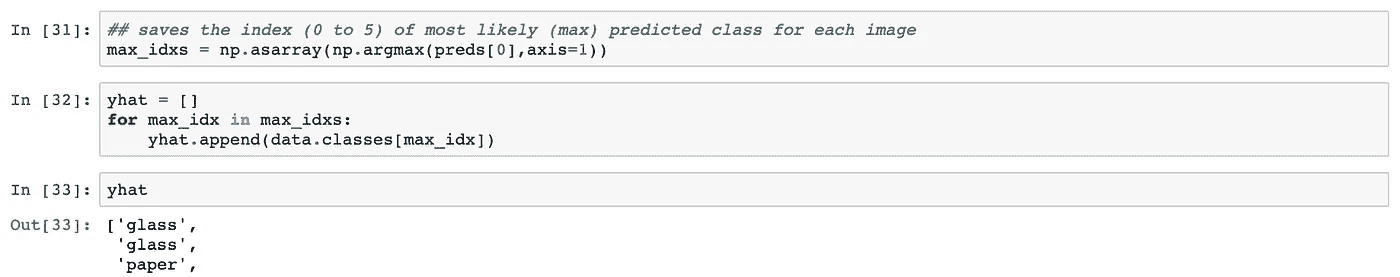 In [31]: ## saves the index (0 to 5) of most likely (max) predicted class for each image
max_idxs = np.asarray(np.argmax(preds[0],axis=1))
In [32]: yhat = []
for max_idx in max_idxs:
    yhat.append(data.classes[max_idx])
In [33]: yhat
Out[33]: ['glass',
'glass',
'paper',